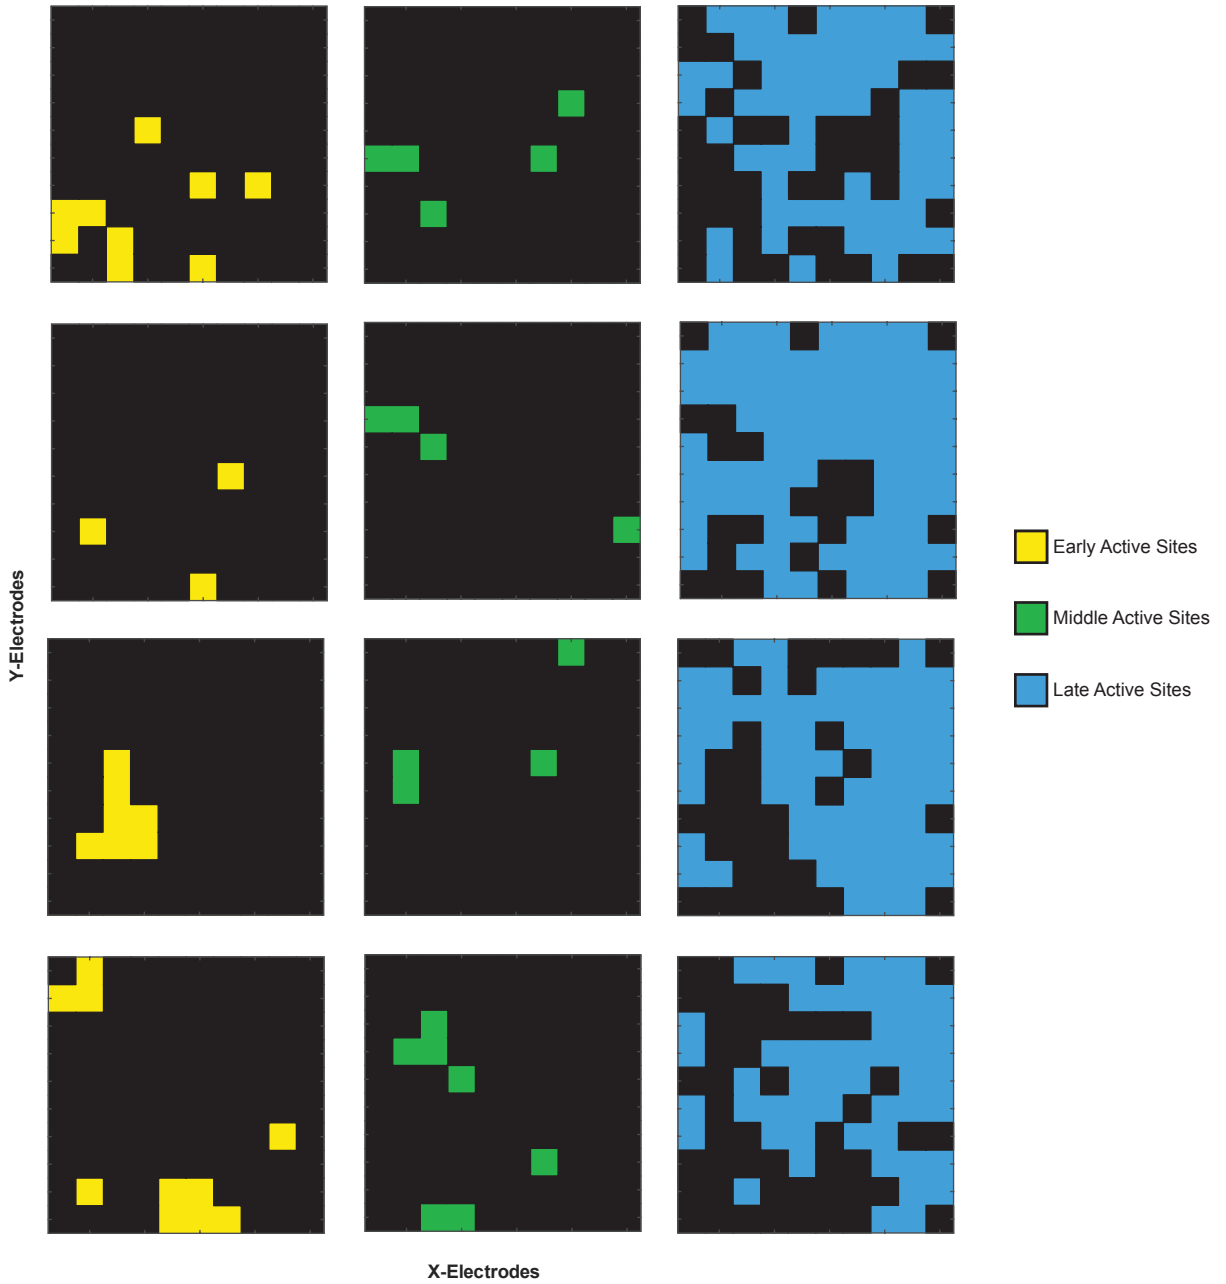 Y-Electrodes
Early Active Sites
Middle Active Sites
Late Active Sites
X-Electrodes